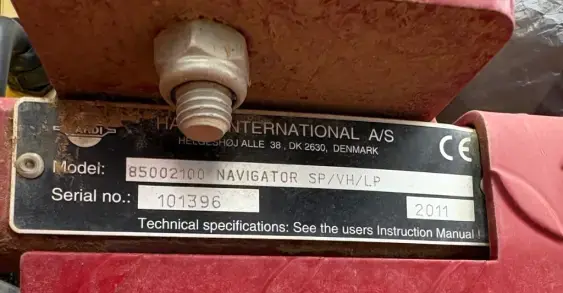 INTERNATIONAL A/S
HELGESHØJ ALLE 38 , DK 2630, DENMARK
CE
Model: 85002100 NAVIGATOR SP/VH/LP
Serial no.: 101396 2011
Technical specifications: See the users Instruction Manual !